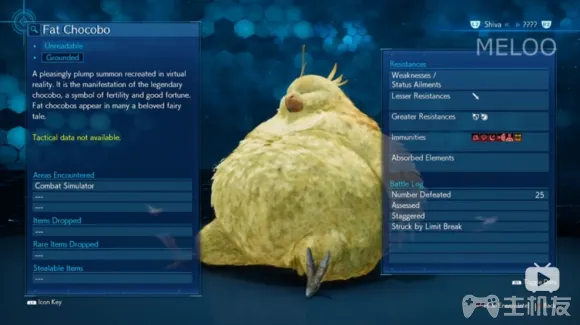 Fat Chocobo
Shiva
????
MELOO
Unreadable
Grounded
A pleasingly plump summon recreated in virtual
reality. It is the manifestation of the legendary
chocobo, a symbol of fertility and good fortune.
Fat chocobos appear in many a beloved fairy
tale.
Tactical data not available.
Areas Encountered
Combat Simulator
---
---
Items Dropped
---
Rare Items Dropped
---
Stealable Items
---
Icon Key
Resistances
Weaknesses /
Status Ailments
Lesser Resistances
Greater Resistances
Immunities
Absorbed Elements
Battle Log
Number Defeated 25
Assessed
Staggered
Struck by Limit Break
主机友